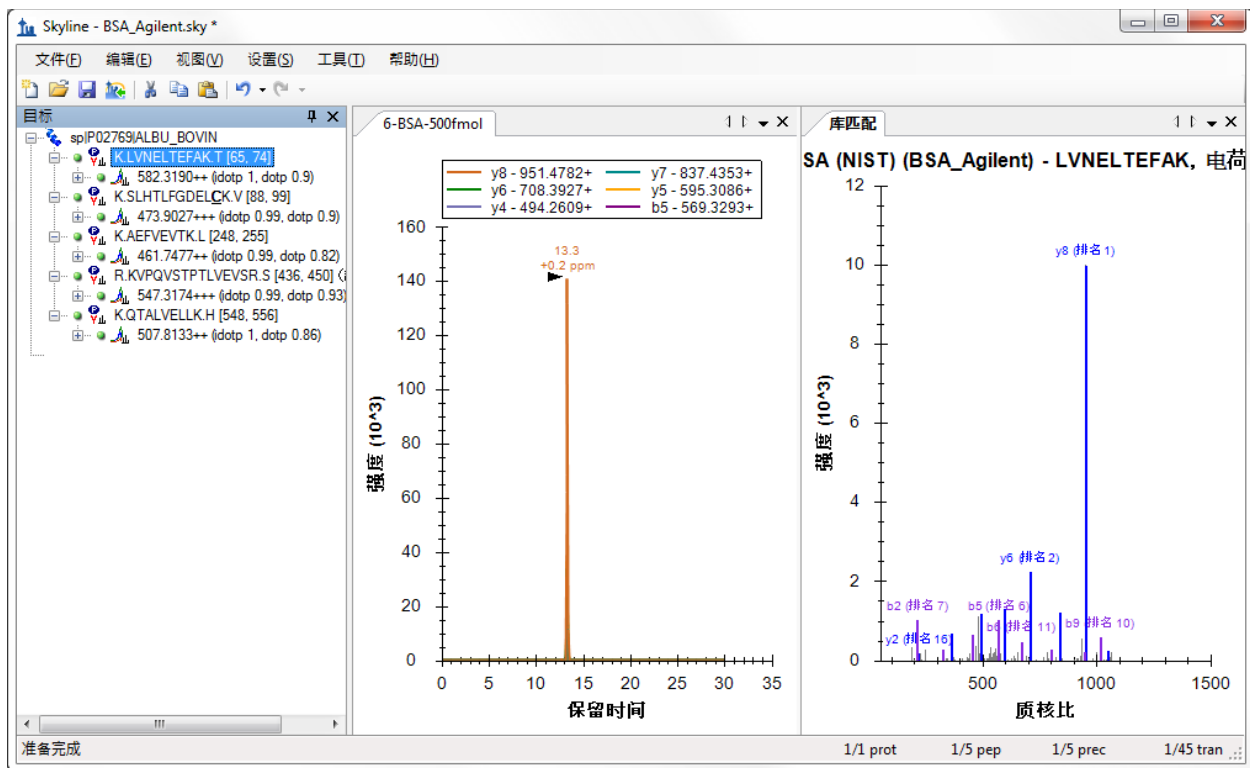 Skyline - BSA_Agilent.sky *
文件(F) 编辑(E) 视图(V) 设置(S) 工具(T) 帮助(H)
目标
sp|P02769|ALBU_BOVIN
K.LVNELTEFAK.T [65, 74]
582.3190++ (idotp 1, dotp 0.9)
K.SLHTLFGDELCK.V [88, 99]
473.9027+++ (idotp 0.99, dotp 0.9)
K.AEFVEVTK.L [248, 255]
461.7477++ (idotp 0.99, dotp 0.82)
R.KVPQVSTPTLVEVSR.S [436, 450]
547.3174+++ (idotp 0.99, dotp 0.93)
K.QTALVELLK.H [548, 556]
507.8133++ (idotp 1, dotp 0.86)
6-BSA-500fmol
y8 - 951.4782+ y7 - 837.4353+
y6 - 708.3927+ y5 - 595.3086+
y4 - 494.2609+ b5 - 569.3293+
160
140
120
100
80
60
40
20
0
强度 (10^3)
13.3
+0.2 ppm
0 5 10 15 20 25 30 35
保留时间
库匹配
SA (NIST) (BSA_Agilent) - LVNELTEFAK, 电荷
12
10
8
6
4
2
0
强度 (10^3)
y8 (排名 1)
y6 (排名 2)
b2 (排名 7)
b5 (排名 6)
b6 (排名 11)
b9 (排名 10)
y2 (排名 16)
500 1000 1500
质核比
准备完成 1/1 prot 1/5 pep 1/5 prec 1/45 tran